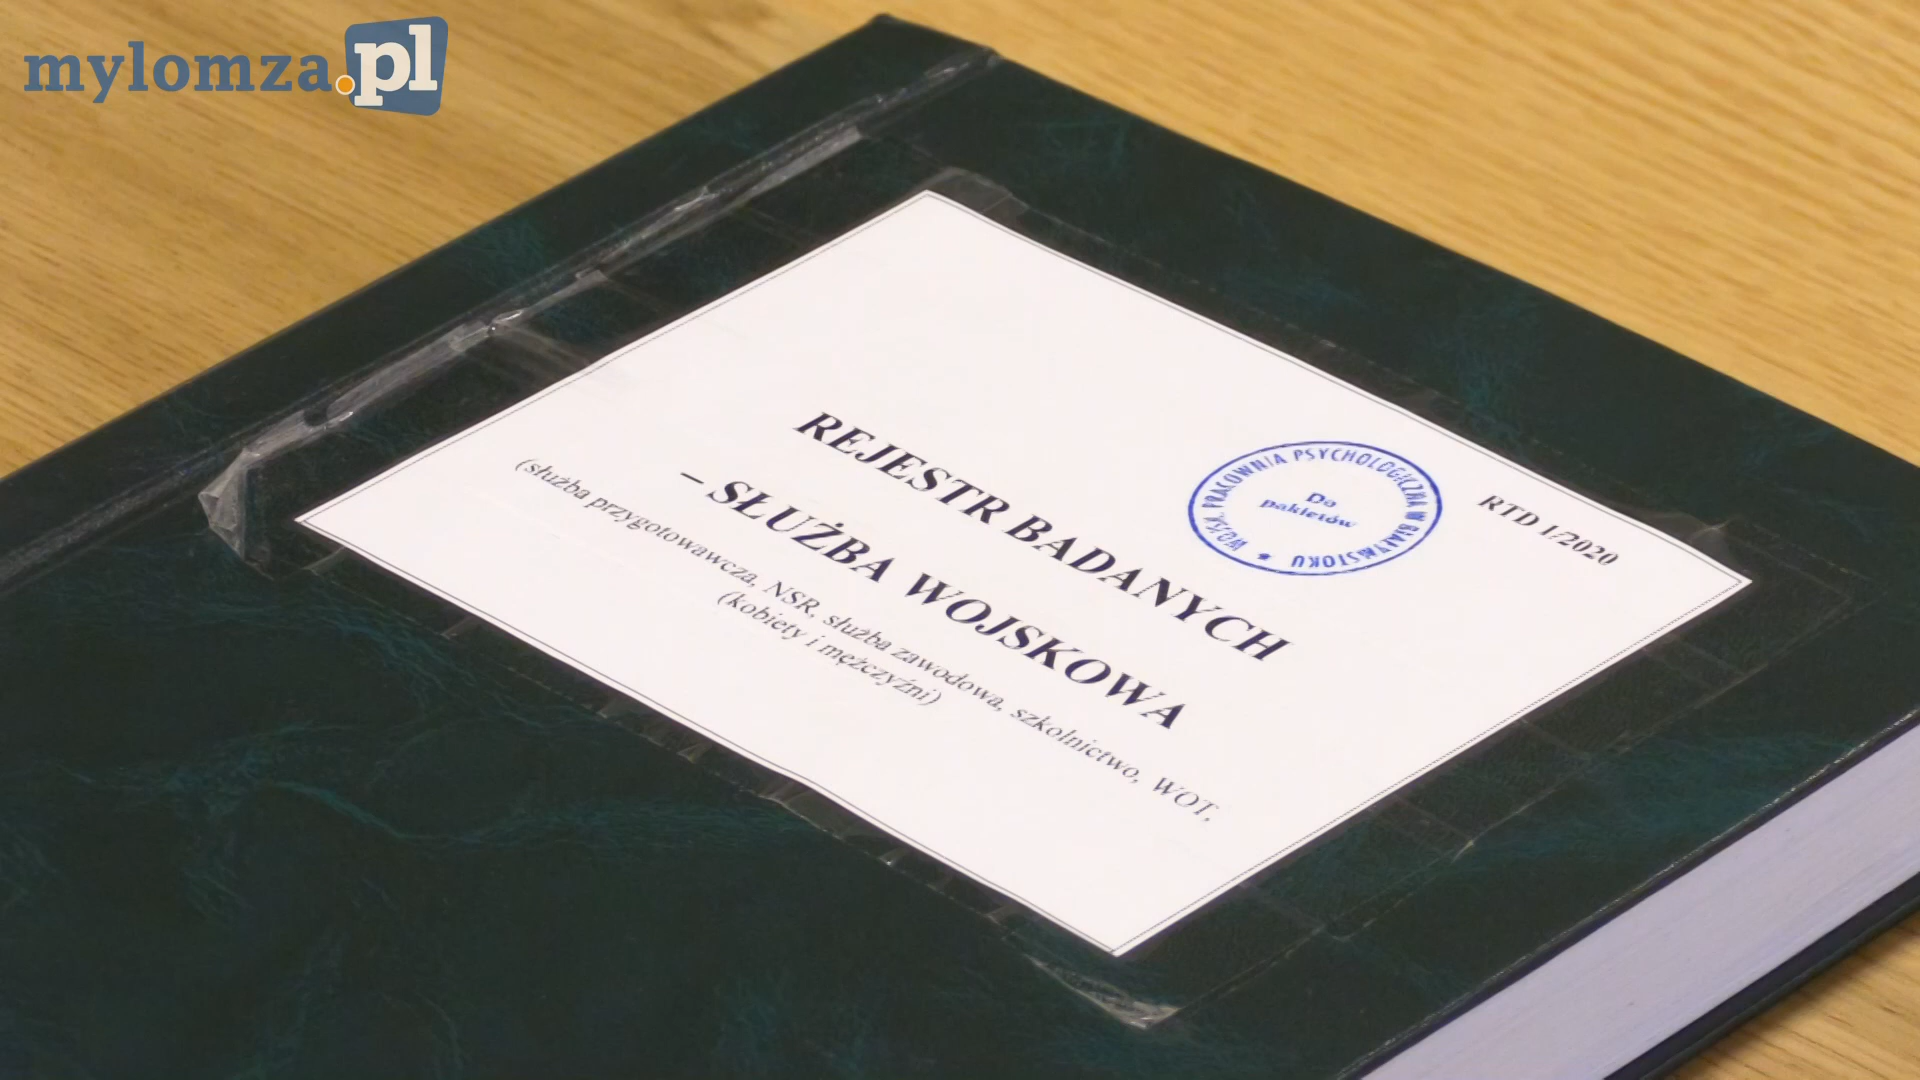 mylomza.pl
RTD 1/2020
WOJSK. PRACOWNIA PSYCHOLOGICZNA W BIAŁYMSTOKU *
Do
pakietów
REJESTR BADANYCH
– SŁUŻBA WOJSKOWA
(służba przygotowawcza, NSR, służba zawodowa, szkolnictwo, WOT,
(kobiety i mężczyźni)